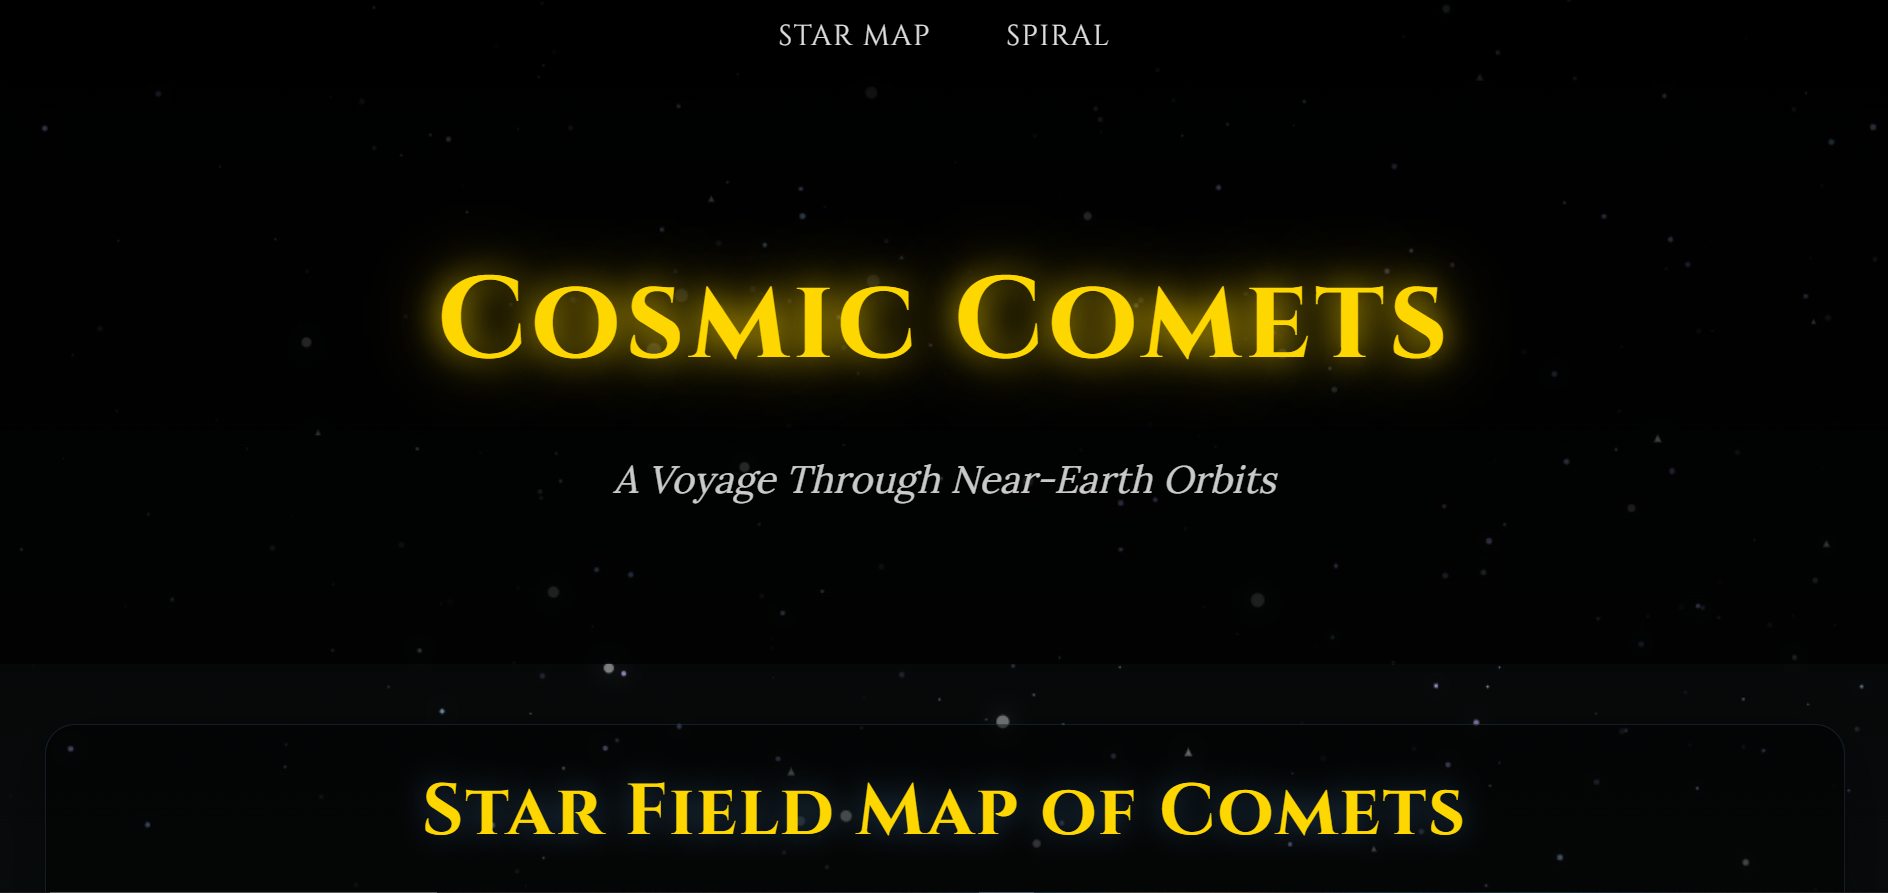 STAR MAP SPIRAL
Cosmic Comets
A Voyage Through Near-Earth Orbits
Star Field Map of Comets